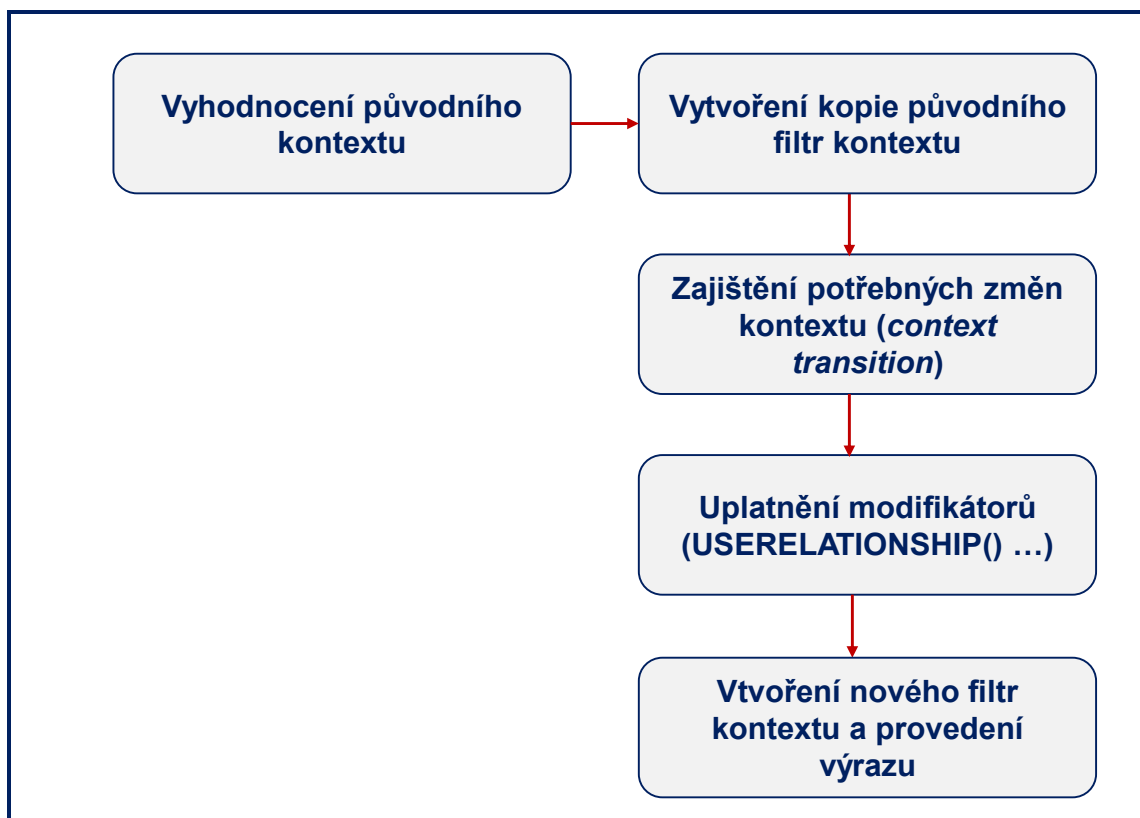 Vyhodnocení původního
kontextu
Vytvoření kopie původního
filtr kontextu
Zajištění potřebných změn
kontextu (context
transition)
Uplatnění modifikátorů
(USERELATIONSHIP() …)
Vtvoření nového filtr
kontextu a provedení
výrazu